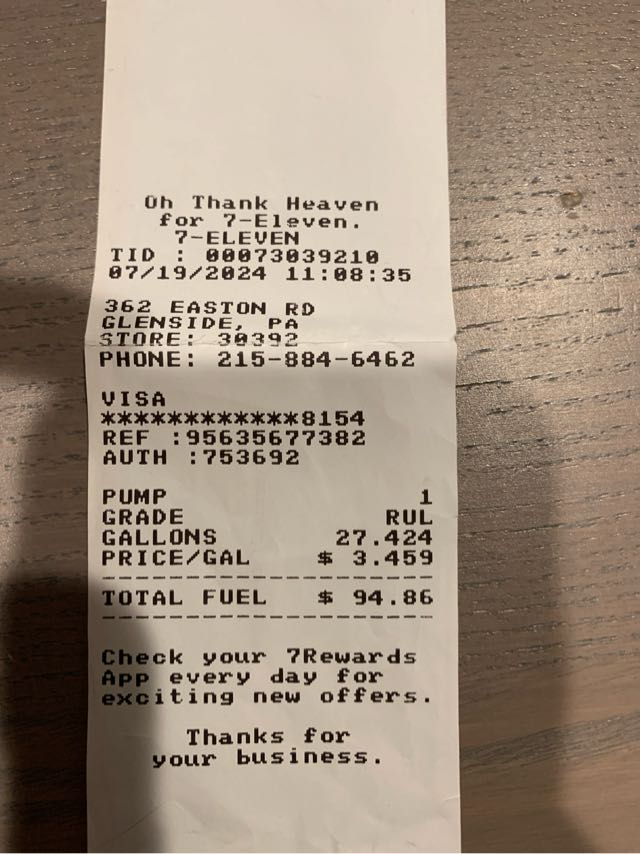 Oh Thank Heaven
for 7-Eleven.
7-ELEVEN
TID : 00073039210
07/19/2024 11:08:35
362 EASTON RD
GLENSIDE, PA
STORE: 30392
PHONE: 215-884-6462
VISA
************8154
REF :95635677382
AUTH :753692
PUMP 1
GRADE RUL
GALLONS 27.424
PRICE/GAL $ 3.459
TOTAL FUEL $ 94.86
Check your 7Rewards
App every day for
exciting new offers.
Thanks for
your business.